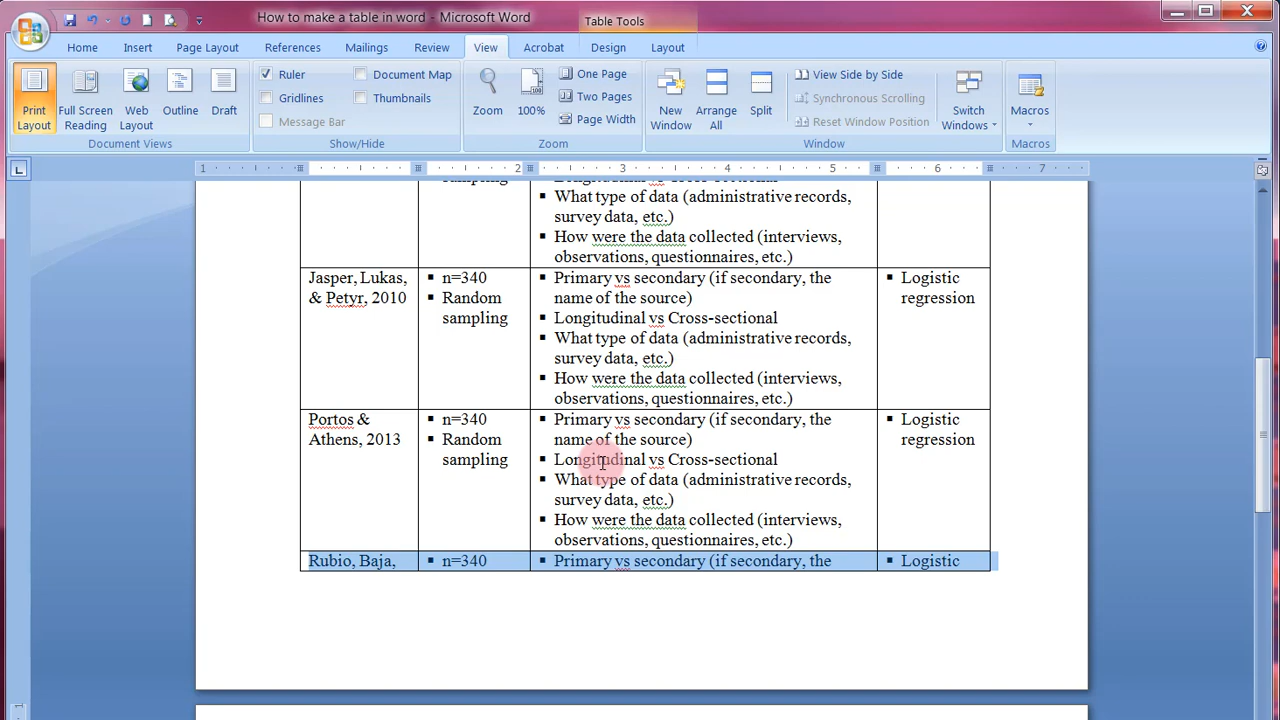 How to make a table in word - Microsoft Word
Table Tools
Home Insert Page Layout References Mailings Review View Acrobat Design Layout
Print Layout
Full Screen Reading
Web Layout
Outline
Draft
Document Views
Ruler
Gridlines
Message Bar
Document Map
Thumbnails
Show/Hide
Zoom
100%
One Page
Two Pages
Page Width
Zoom
New Window
Arrange All
Split
View Side by Side
Synchronous Scrolling
Reset Window Position
Switch Windows
Window
Macros
Macros
1 2 3 4 5 6 7
sampling
What type of data (administrative records,
survey data, etc.)
How were the data collected (interviews,
observations, questionnaires, etc.)
Jasper, Lukas,
& Petyr, 2010
▪ n=340
▪ Random
sampling
▪ Primary vs secondary (if secondary, the
name of the source)
▪ Longitudinal vs Cross-sectional
▪ What type of data (administrative records,
survey data, etc.)
▪ How were the data collected (interviews,
observations, questionnaires, etc.)
▪ Logistic
regression
Portos &
Athens, 2013
▪ n=340
▪ Random
sampling
▪ Primary vs secondary (if secondary, the
name of the source)
▪ Longitudinal vs Cross-sectional
▪ What type of data (administrative records,
survey data, etc.)
▪ How were the data collected (interviews,
observations, questionnaires, etc.)
▪ Logistic
regression
Rubio, Baja,
▪ n=340
▪ Primary vs secondary (if secondary, the
▪ Logistic